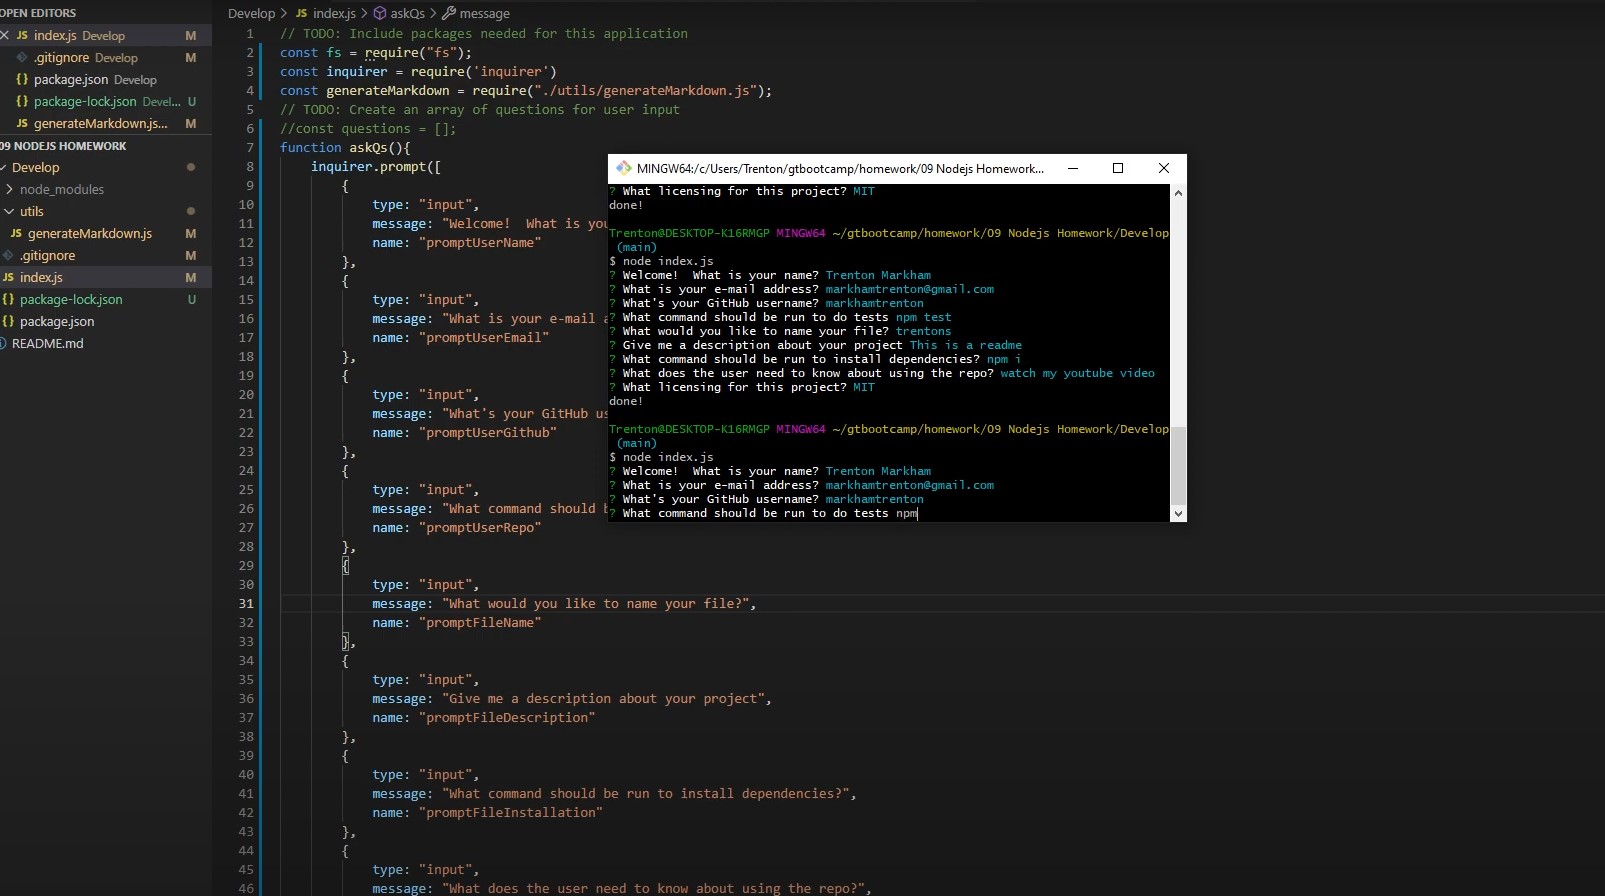 OPEN EDITORS
JS index.js Develop M
.gitignore Develop M
{} package.json Develop
{} package-lock.json Devel... U
JS generateMarkdown.js... M
09 NODEJS HOMEWORK
Develop
node_modules
utils
JS generateMarkdown.js M
.gitignore M
JS index.js M
{} package-lock.json U
{} package.json
README.md
Develop > JS index.js > askQs > message
1 // TODO: Include packages needed for this application
2 const fs = require("fs");
3 const inquirer = require('inquirer')
4 const generateMarkdown = require("./utils/generateMarkdown.js");
5 // TODO: Create an array of questions for user input
6 //const questions = [];
7 function askQs(){
8 inquirer.prompt([
9 {
10 type: "input",
11 message: "Welcome!  What is you
12 name: "promptUserName"
13 },
14 {
15 type: "input",
16 message: "What is your e-mail a
17 name: "promptUserEmail"
18 },
19 {
20 type: "input",
21 message: "What's your GitHub us
22 name: "promptUserGithub"
23 },
24 {
25 type: "input",
26 message: "What command should b
27 name: "promptUserRepo"
28 },
29 {
30 type: "input",
31 message: "What would you like to name your file?",
32 name: "promptFileName"
33 },
34 {
35 type: "input",
36 message: "Give me a description about your project",
37 name: "promptFileDescription"
38 },
39 {
40 type: "input",
41 message: "What command should be run to install dependencies?",
42 name: "promptFileInstallation"
43 },
44 {
45 type: "input",
46 message: "What does the user need to know about using the repo?",
MINGW64:/c/Users/Trenton/gtbootcamp/homework/09 Nodejs Homework...
? What licensing for this project? MIT
done!
Trenton@DESKTOP-K16RMGP MINGW64 ~/gtbootcamp/homework/09 Nodejs Homework/Develop
(main)
$ node index.js
? Welcome!  What is your name? Trenton Markham
? What is your e-mail address? markhamtrenton@gmail.com
? What's your GitHub username? markhamtrenton
? What command should be run to do tests npm test
? What would you like to name your file? trentons
? Give me a description about your project This is a readme
? What command should be run to install dependencies? npm i
? What does the user need to know about using the repo? watch my youtube video
? What licensing for this project? MIT
done!
Trenton@DESKTOP-K16RMGP MINGW64 ~/gtbootcamp/homework/09 Nodejs Homework/Develop
(main)
$ node index.js
? Welcome!  What is your name? Trenton Markham
? What is your e-mail address? markhamtrenton@gmail.com
? What's your GitHub username? markhamtrenton
? What command should be run to do tests npm